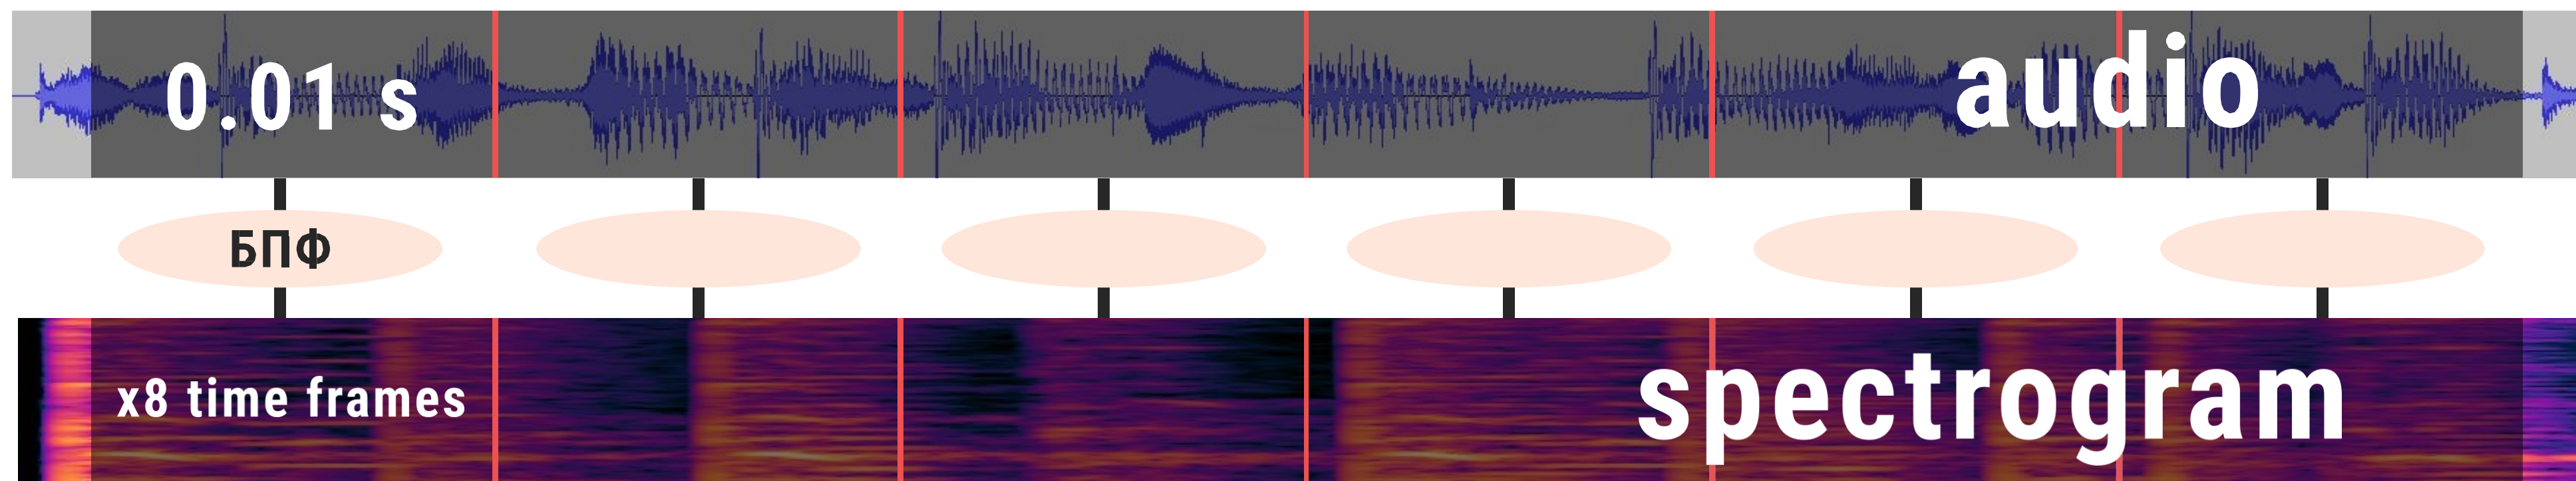 0.01 s
audio
БПФ
x8 time frames
spectrogram